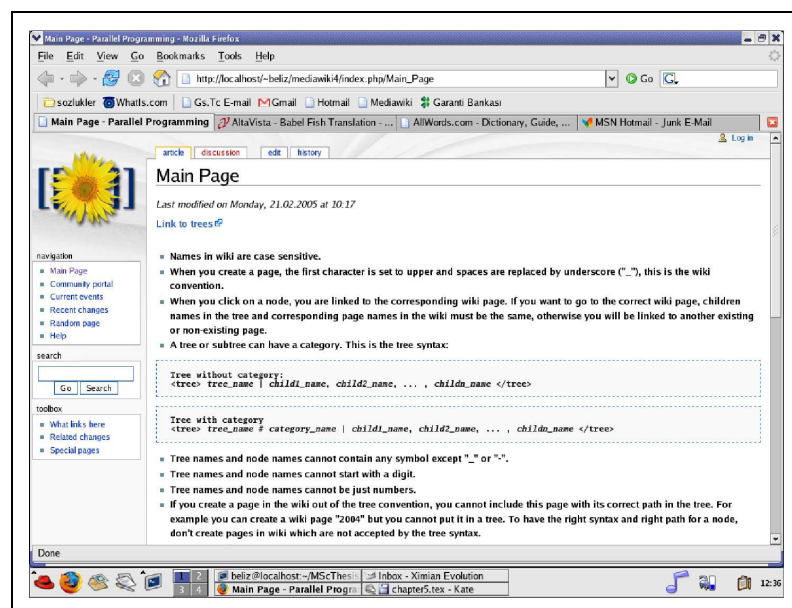 Main Page - Parallel Programming - Mozilla Firefox
File Edit View Go Bookmarks Tools Help
http://localhost/~beliz/mediawiki4/index.php/Main_Page
Go
G
sozlukler WhatIs.com Gs.Tc E-mail Gmail Hotmail Mediawiki Garanti Bankası
Main Page - Parallel Programming AltaVista - Babel Fish Translation - ... AllWords.com - Dictionary, Guide, ... MSN Hotmail - Junk E-Mail
Log in
article discussion edit history
Main Page
Last modified on Monday, 21.02.2005 at 10:17
Link to trees
Names in wiki are case sensitive.
When you create a page, the first character is set to upper and spaces are replaced by underscore ("_"), this is the wiki
convention.
When you click on a node, you are linked to the corresponding wiki page. If you want to go to the correct wiki page, children
names in the tree and corresponding page names in the wiki must be the same, otherwise you will be linked to another existing
or non-existing page.
A tree or subtree can have a category. This is the tree syntax:
Tree without category:
<tree> tree_name | child1_name, child2_name, ... , childn_name </tree>
Tree with category
<tree> tree_name # category_name | child1_name, child2_name, ... , childn_name </tree>
Tree names and node names cannot contain any symbol except "_" or "-".
Tree names and node names cannot start with a digit.
Tree names and node names cannot be just numbers.
If you create a page in the wiki out of the tree convention, you cannot include this page with its correct path in the tree. For
example you can create a wiki page "2004" but you cannot put it in a tree. To have the right syntax and right path for a node,
don't create pages in wiki which are not accepted by the tree syntax.
navigation
Main Page
Community portal
Current events
Recent changes
Random page
Help
search
Go Search
toolbox
What links here
Related changes
Special pages
Done
1 2
3 4
beliz@localhost:~/MScThesis
Inbox - Ximian Evolution
Main Page - Parallel Progra
chapter5.tex - Kate
12:36